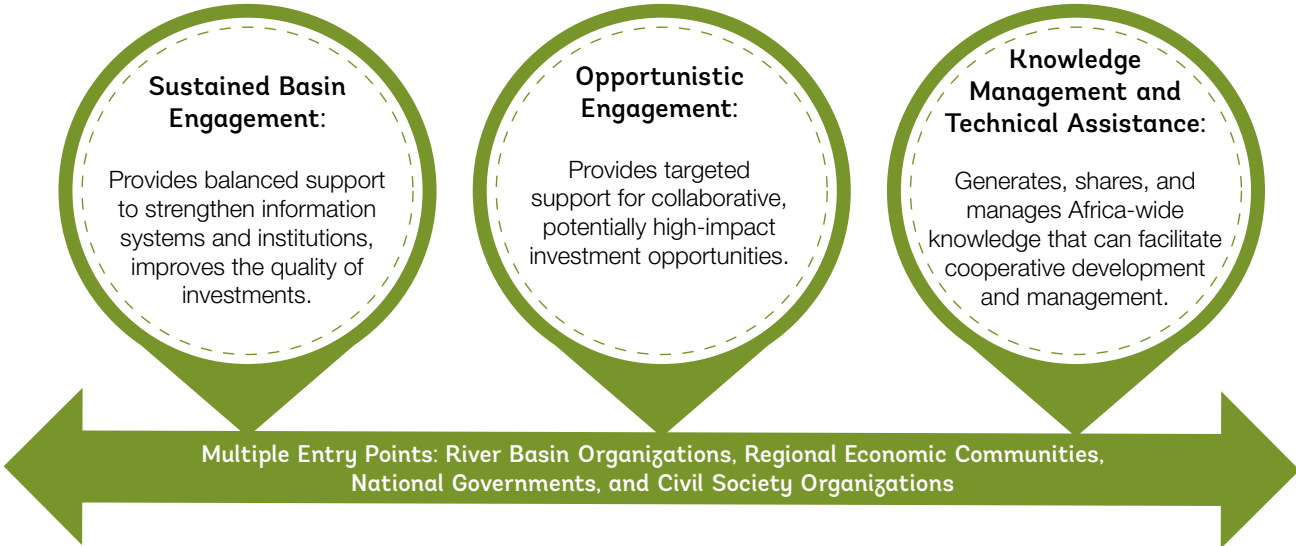 Sustained Basin
Engagement:
Provides balanced support
to strengthen information
systems and institutions,
improves the quality of
investments.
Opportunistic
Engagement:
Provides targeted
support for collaborative,
potentially high-impact
investment opportunities.
Knowledge
Management and
Technical Assistance:
Generates, shares, and
manages Africa-wide
knowledge that can facilitate
cooperative development
and management.
Multiple Entry Points: River Basin Organizations, Regional Economic Communities,
National Governments, and Civil Society Organizations